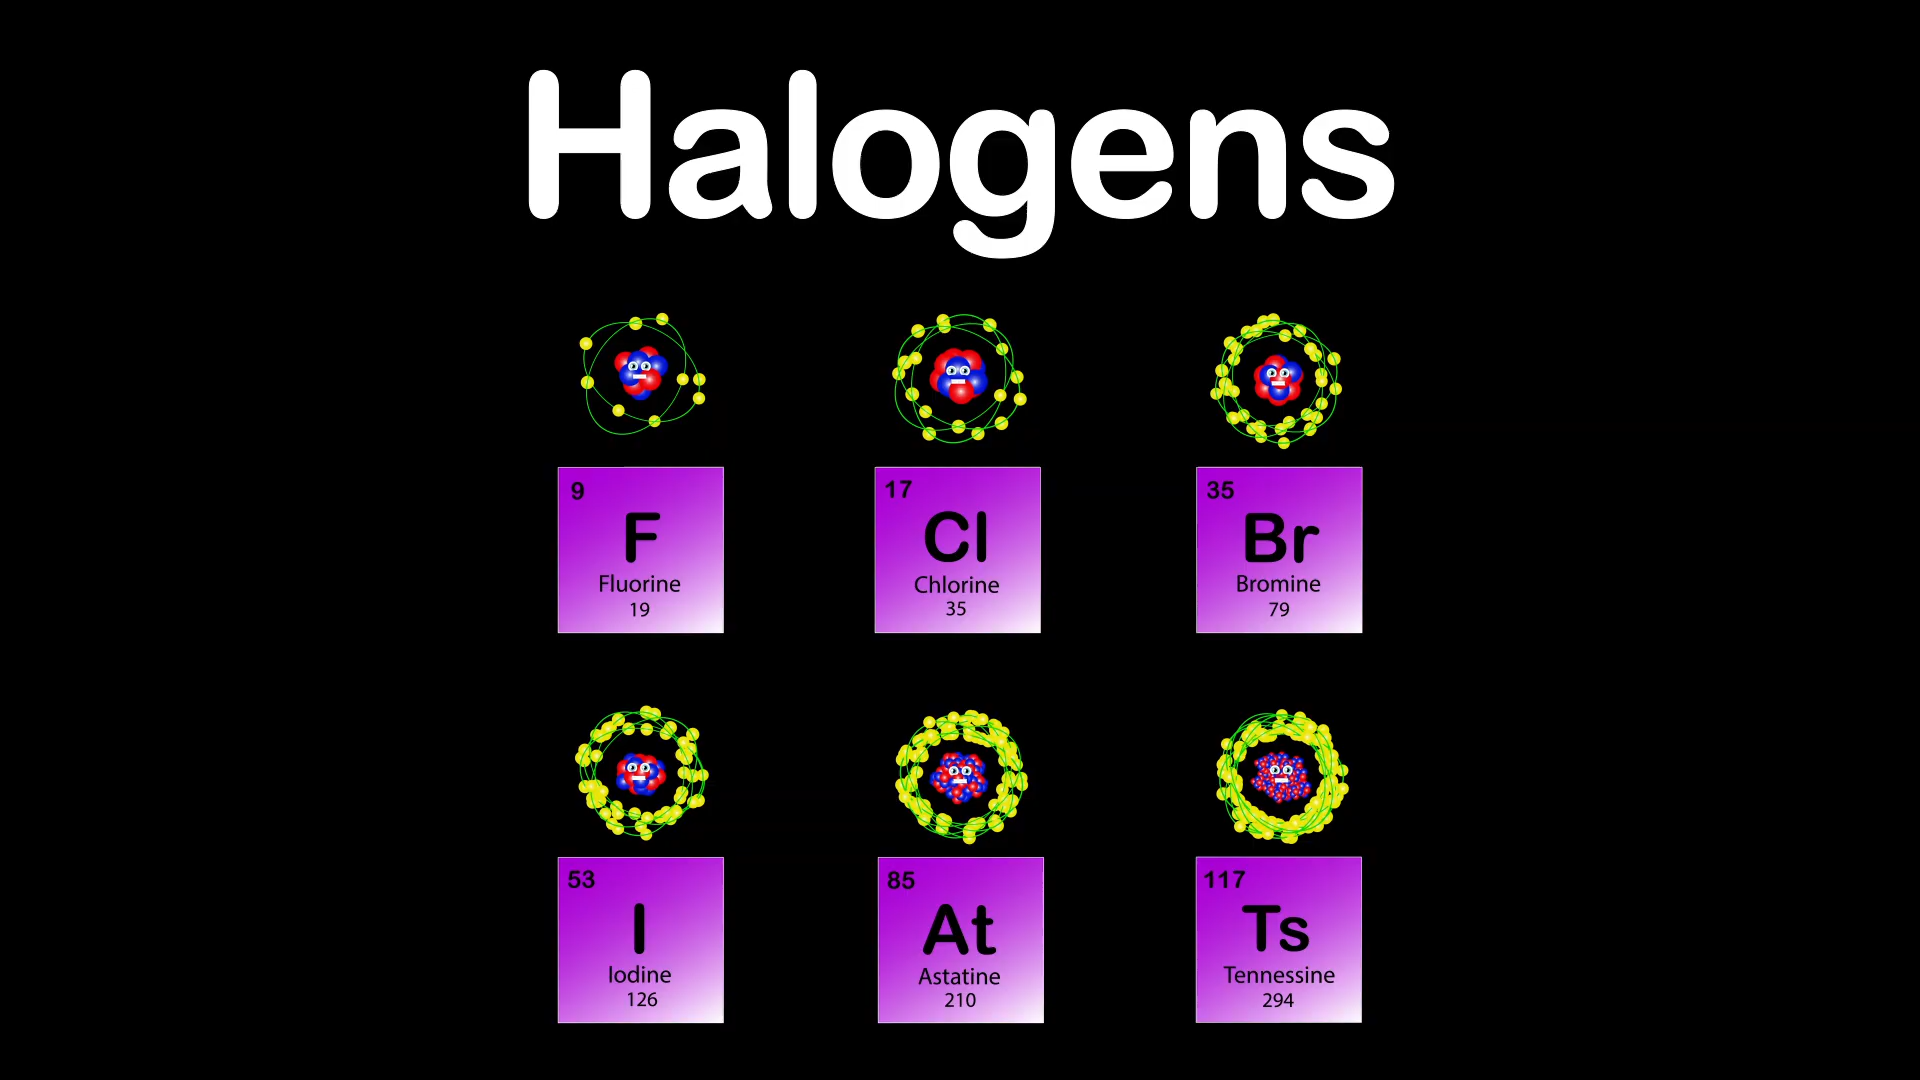 Halogens
9
F
Fluorine
19
17
Cl
Chlorine
35
35
Br
Bromine
79
53
I
Iodine
126
85
At
Astatine
210
117
Ts
Tennessine
294